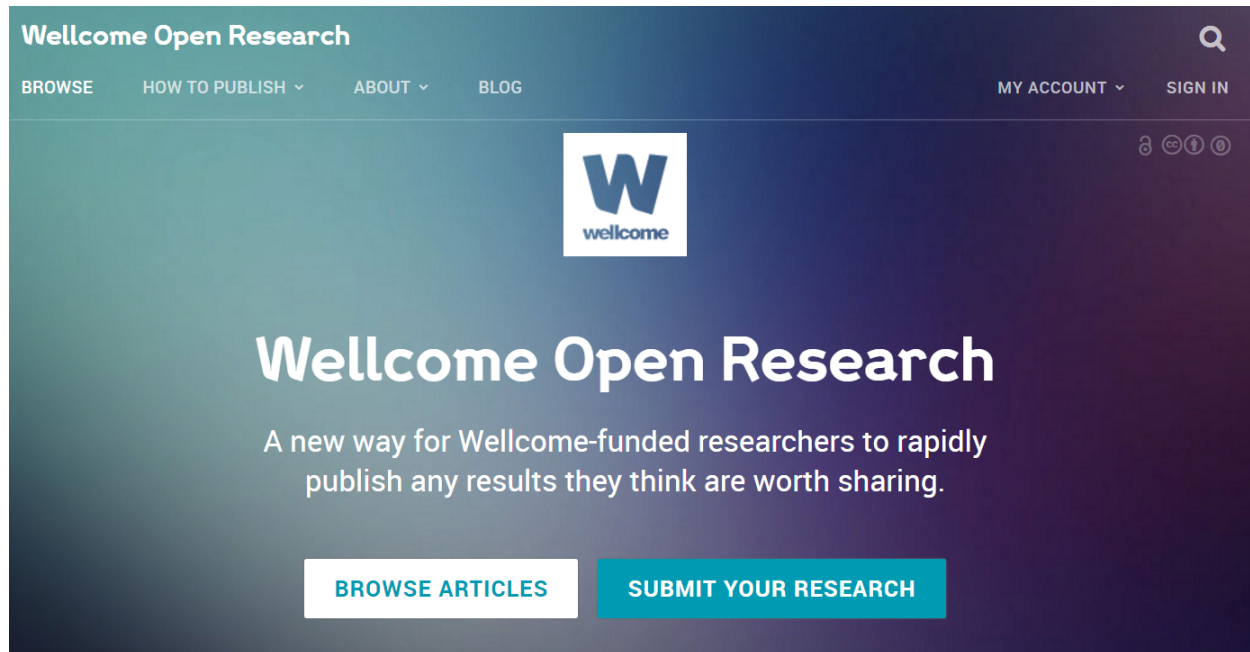 Wellcome Open Research
BROWSE HOW TO PUBLISH ABOUT BLOG MY ACCOUNT SIGN IN
W
wellcome
Wellcome Open Research
A new way for Wellcome-funded researchers to rapidly
publish any results they think are worth sharing.
BROWSE ARTICLES SUBMIT YOUR RESEARCH